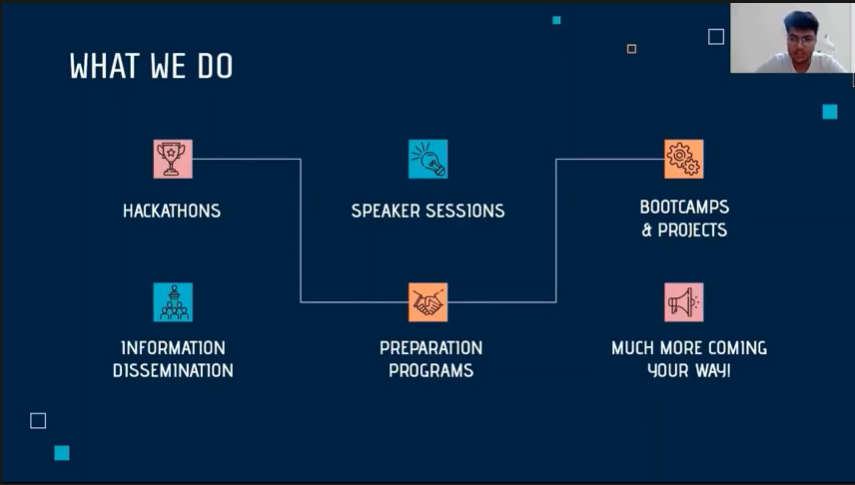 WHAT WE DO
HACKATHONS
SPEAKER SESSIONS
BOOTCAMPS
& PROJECTS
INFORMATION
DISSEMINATION
PREPARATION
PROGRAMS
MUCH MORE COMING
YOUR WAY!